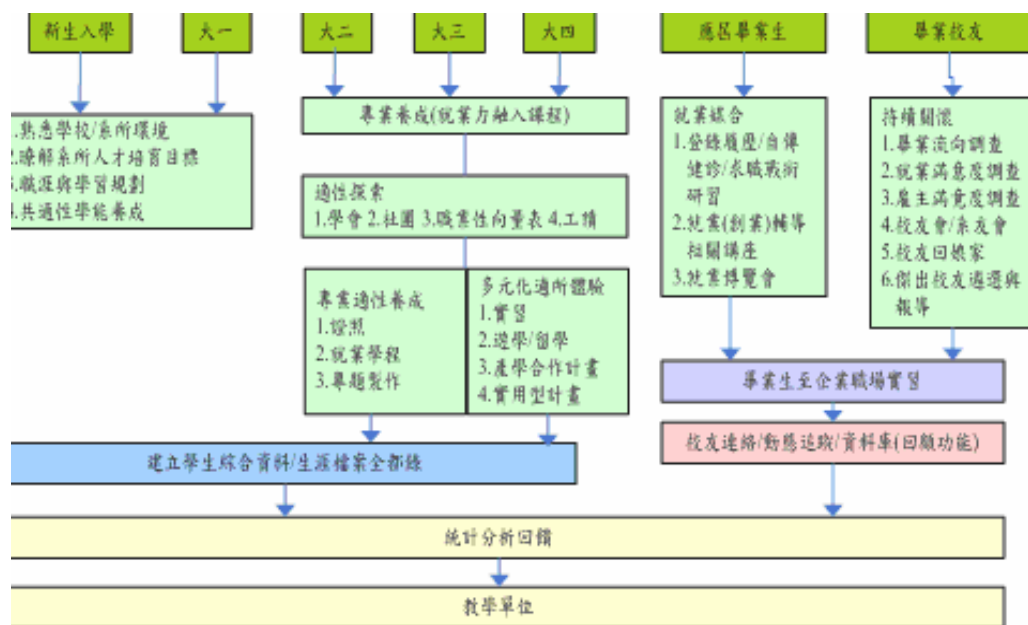 新生入學
大一
大二
大三
大四
應屆畢業生
畢業校友
1.熟悉學校/系所環境
2.瞭解系所人才培育目標
3.職涯與學習規劃
4.共通性學能養成
專業養成(就業力融入課程)
適性探索
1.學會 2.社團 3.職業性向量表 4.工讀
專業適性養成
1.證照
2.就業學程
3.專題製作
多元化適所體驗
1.實習
2.遊學/留學
3.產學合作計畫
4.實用型計畫
就業媒合
1.登錄履歷/自傳
健診/求職戰術
研習
2.就業(創業)輔導
相關講座
3.就業博覽會
持續關懷
1.畢業流向調查
2.就業滿意度調查
3.雇主滿意度調查
4.校友會/系友會
5.校友回娘家
6.傑出校友遴選與
報導
畢業生至企業職場實習
校友連絡/動態追蹤/資料庫(回顧功能)
建立學生綜合資料/生涯檔案全都錄
統計分析回饋
教學單位